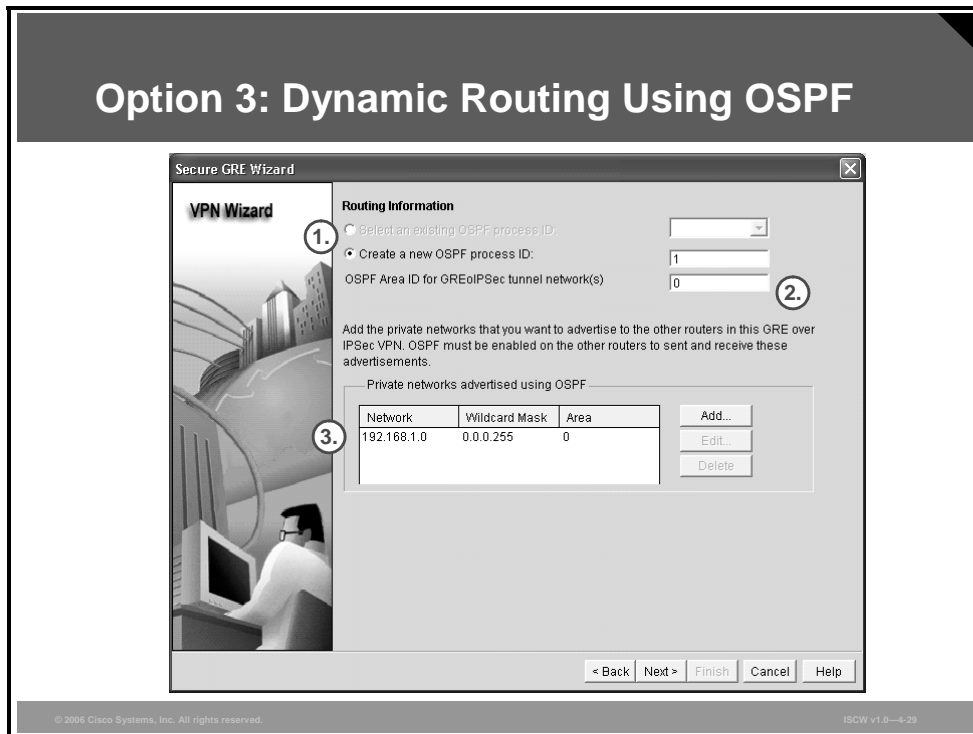 Option 3: Dynamic Routing Using OSPF
Secure GRE Wizard
VPN Wizard
Routing Information
1.
Select an existing OSPF process ID:
Create a new OSPF process ID:
1
OSPF Area ID for GREoIPSec tunnel network(s)
0
2.
Add the private networks that you want to advertise to the other routers in this GRE over
IPSec VPN. OSPF must be enabled on the other routers to sent and receive these
advertisements.
Private networks advertised using OSPF
Network Wildcard Mask Area
3.
192.168.1.0 0.0.0.255 0
Add...
Edit...
Delete
< Back Next > Finish Cancel Help
© 2006 Cisco Systems, Inc. All rights reserved.
ISCW v1.0—4-29